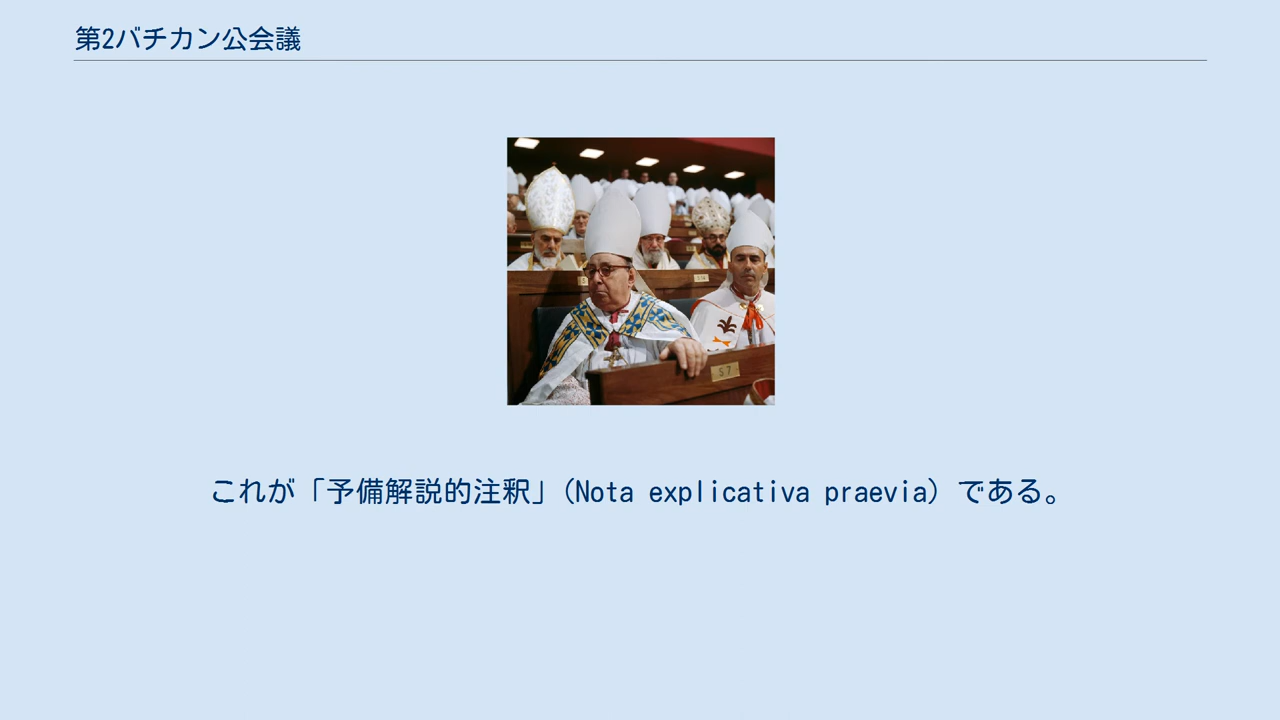 第2バチカン公会議
S7
これが「予備解説的注釈」(Nota explicativa praevia) である。